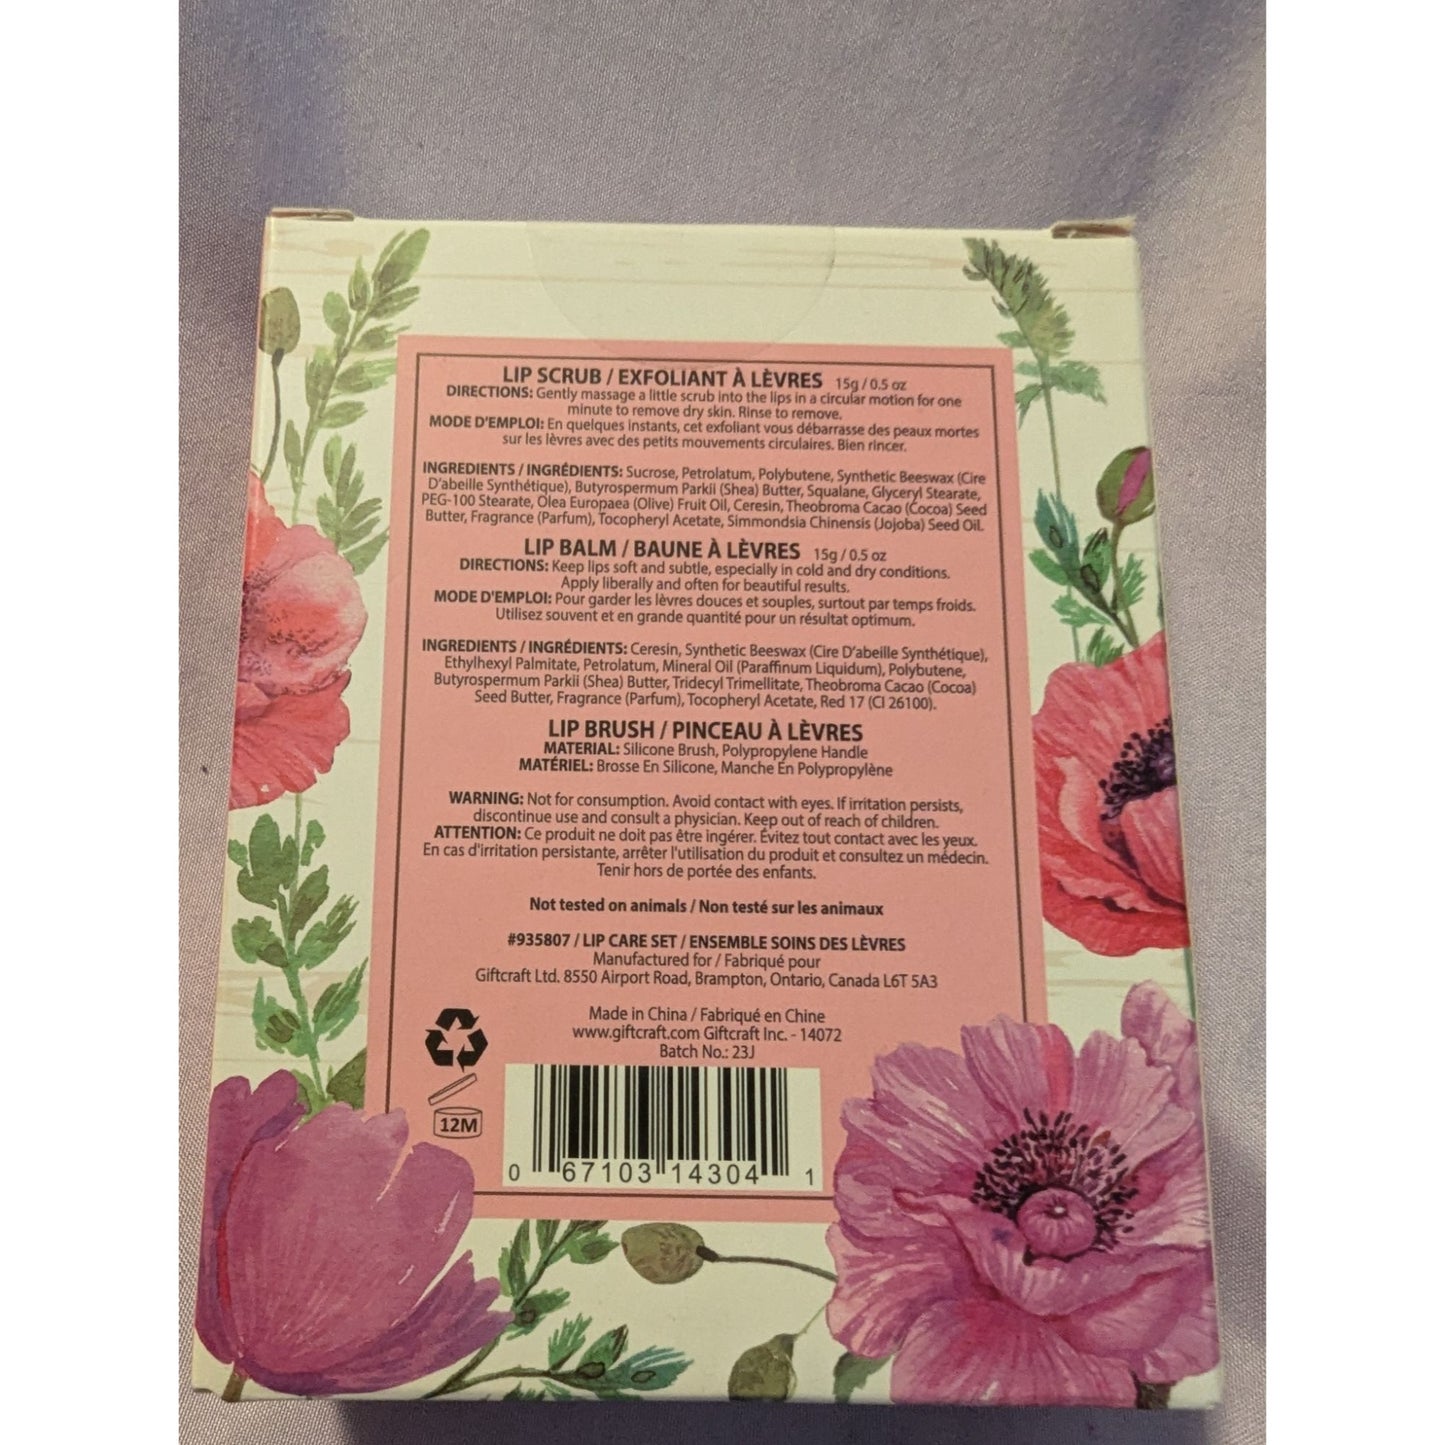 LIP SCRUB / EXFOLIANT À LÈVRES 15g / 0.5 oz
DIRECTIONS: Gently massage a little scrub into the lips in a circular motion for one
minute to remove dry skin. Rinse to remove.
MODE D'EMPLOI: En quelques instants, cet exfoliant vous débarrasse des peaux mortes
sur les lèvres avec des petits mouvements circulaires. Bien rincer.
INGREDIENTS / INGRÉDIENTS: Sucrose, Petrolatum, Polybutene, Synthetic Beeswax (Cire
D'abeille Synthétique), Butyrospermum Parkii (Shea) Butter, Squalane, Glyceryl Stearate,
PEG-100 Stearate, Olea Europaea (Olive) Fruit Oil, Ceresin, Theobroma Cacao (Cocoa) Seed
Butter, Fragrance (Parfum), Tocopheryl Acetate, Simmondsia Chinensis (Jojoba) Seed Oil.
LIP BALM / BAUNE À LÈVRES 15g / 0.5 oz
DIRECTIONS: Keep lips soft and subtle, especially in cold and dry conditions.
Apply liberally and often for beautiful results.
MODE D'EMPLOI: Pour garder les lèvres douces et souples, surtout par temps froids.
Utilisez souvent et en grande quantité pour un résultat optimum.
INGREDIENTS / INGRÉDIENTS: Ceresin, Synthetic Beeswax (Cire D'abeille Synthétique),
Ethylhexyl Palmitate, Petrolatum, Mineral Oil (Paraffinum Liquidum), Polybutene,
Butyrospermum Parkii (Shea) Butter, Tridecyl Trimellitate, Theobroma Cacao (Cocoa)
Seed Butter, Fragrance (Parfum), Tocopheryl Acetate, Red 17 (CI 26100).
LIP BRUSH / PINCEAU À LÈVRES
MATERIAL: Silicone Brush, Polypropylene Handle
MATÉRIEL: Brosse En Silicone, Manche En Polypropylène
WARNING: Not for consumption. Avoid contact with eyes. If irritation persists,
discontinue use and consult a physician. Keep out of reach of children.
ATTENTION: Ce produit ne doit pas être ingérer. Évitez tout contact avec les yeux.
En cas d'irritation persistante, arrêter l'utilisation du produit et consultez un médecin.
Tenir hors de portée des enfants.
Not tested on animals / Non testé sur les animaux
#935807 / LIP CARE SET / ENSEMBLE SOINS DES LÈVRES
Manufactured for / Fabriqué pour
Giftcraft Ltd. 8550 Airport Road, Brampton, Ontario, Canada L6T 5A3
Made in China / Fabriqué en Chine
www.giftcraft.com Giftcraft Inc. - 14072
Batch No.: 23J
12M
0 67103 14304 1